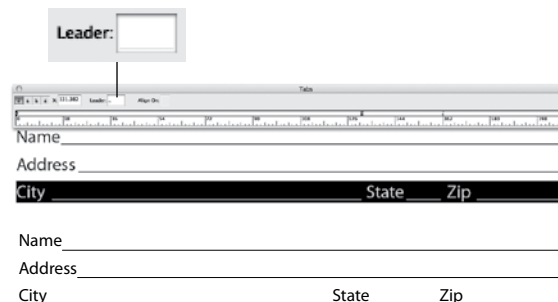 Leader:
Tabs
Leader: Align On:
Name
Address
City State Zip
Name
Address
City State Zip